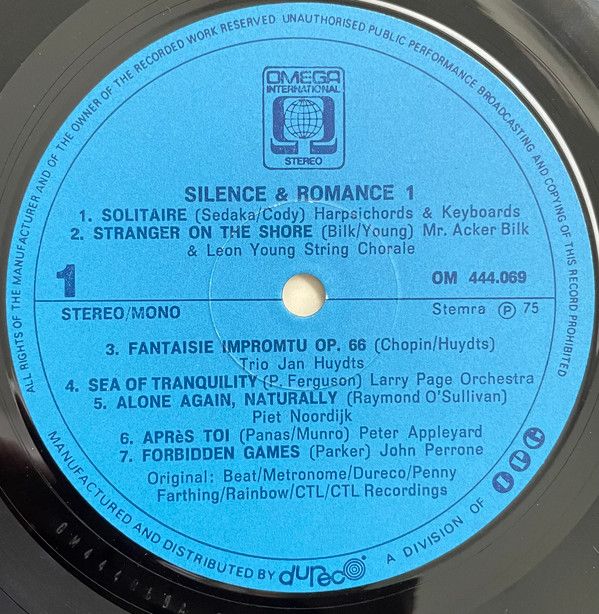 ALL RIGHTS OF THE MANUFACTURER AND OF THE OWNER OF THE RECORDED WORK RESERVED UNAUTHORISED PUBLIC PERFORMANCE BROADCASTING AND COPYING OF THIS RECORD PROHIBITED
OMEGA
INTERNATIONAL
STEREO
SILENCE & ROMANCE 1
1. SOLITAIRE (Sedaka/Cody) Harpsichords & Keyboards
2. STRANGER ON THE SHORE (Bilk/Young) Mr. Acker Bilk
& Leon Young String Chorale
1
OM 444.069
STEREO/MONO
Stemra Ⓟ 75
3. FANTAISIE IMPROMTU OP. 66 (Chopin/Huydts)
Trio Jan Huydts
4. SEA OF TRANQUILITY (P. Ferguson) Larry Page Orchestra
5. ALONE AGAIN, NATURALLY (Raymond O'Sullivan)
Piet Noordijk
6. APRèS TOI (Panas/Munro) Peter Appleyard
7. FORBIDDEN GAMES (Parker) John Perrone
Original: Beat/Metronome/Dureco/Penny
Farthing/Rainbow/CTL/CTL Recordings
MANUFACTURED AND DISTRIBUTED BY dureco A DIVISION OF